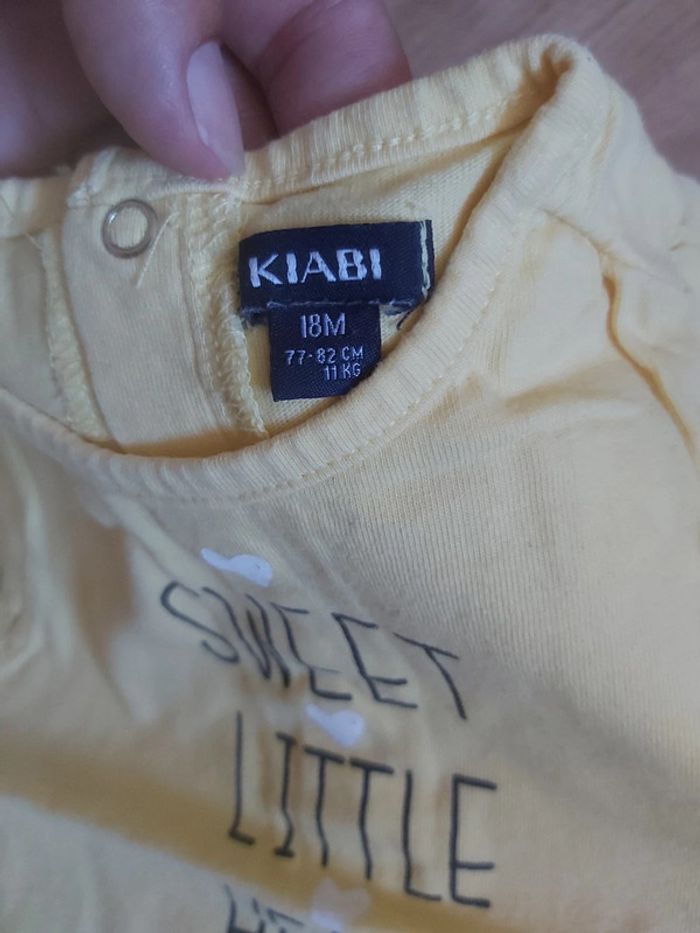 KIABI
18M
77-82 CM
11 KG
SWEET
LITTLE